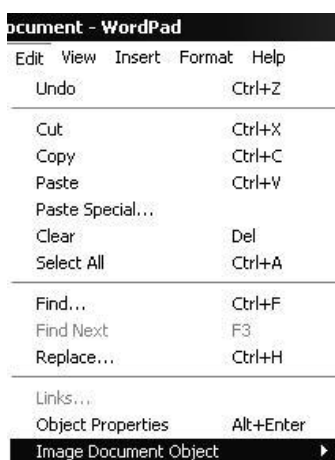 ocument - WordPad
Edit View Insert Format Help
Undo Ctrl+Z
Cut Ctrl+X
Copy Ctrl+C
Paste Ctrl+V
Paste Special...
Clear Del
Select All Ctrl+A
Find... Ctrl+F
Find Next F3
Replace... Ctrl+H
Links...
Object Properties Alt+Enter
Image Document Object